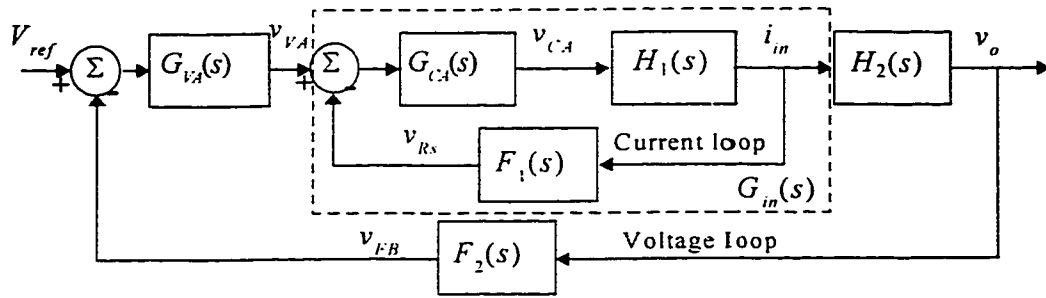 V_ref
Σ
+
-
G_VA(s)
v_VA
Σ
+
-
G_CA(s)
v_CA
H_1(s)
i_in
H_2(s)
v_o
v_Rs
F_1(s)
Current loop
G_in(s)
v_FB
F_2(s)
Voltage loop